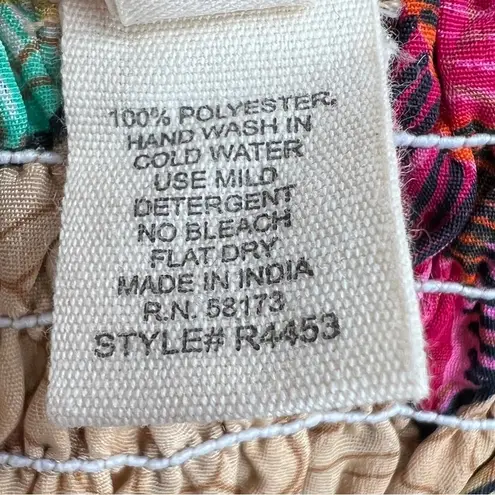 100% POLYESTER,
HAND WASH IN
COLD WATER
USE MILD
DETERGENT
NO BLEACH
FLAT DRY
MADE IN INDIA
R.N. 58173
STYLE# R4453